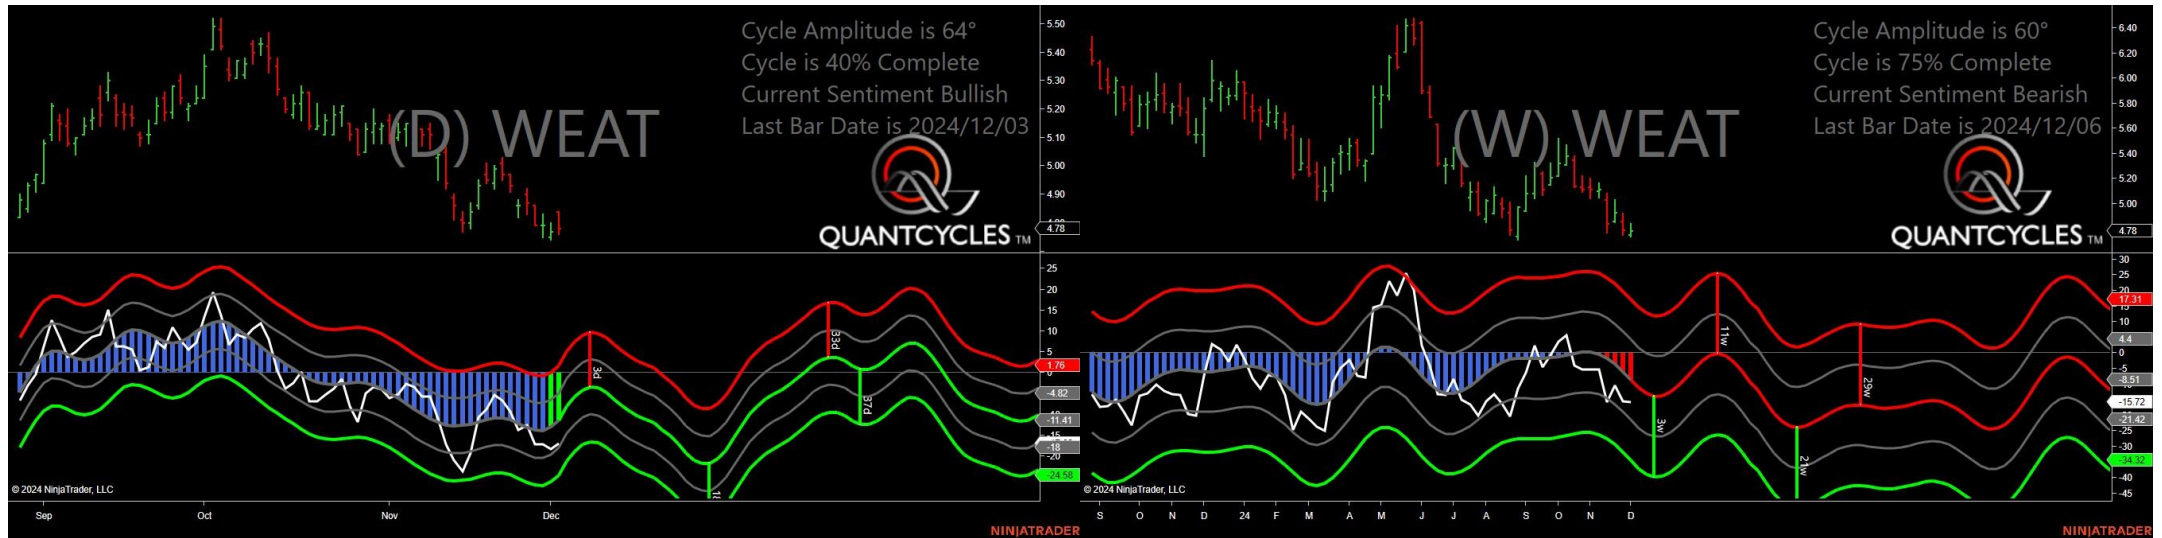 Cycle Amplitude is 64°
Cycle is 40% Complete
Current Sentiment Bullish
Last Bar Date is 2024/12/03
(D) WEAT
QUANTCYCLES TM
5.50
5.40
5.30
5.20
5.10
5.00
4.90
4.78
25
20
15
10
5
1.76
0
-4.82
-11.41
-15
-18
-20
-24.58
3d
33d
37d
© 2024 NinjaTrader, LLC
Sep
Oct
Nov
Dec
NINJATRADER
Cycle Amplitude is 60°
Cycle is 75% Complete
Current Sentiment Bearish
Last Bar Date is 2024/12/06
(W) WEAT
QUANTCYCLES TM
6.40
6.20
6.00
5.80
5.60
5.40
5.20
5.00
4.78
30
25
17.31
15
10
4.4
0
-5
-8.51
-15.72
-21.42
-25
-30
-34.32
-40
-45
11w
3w
29w
21w
© 2024 NinjaTrader, LLC
S O N D 24 F M A M J J A S O N D
NINJATRADER